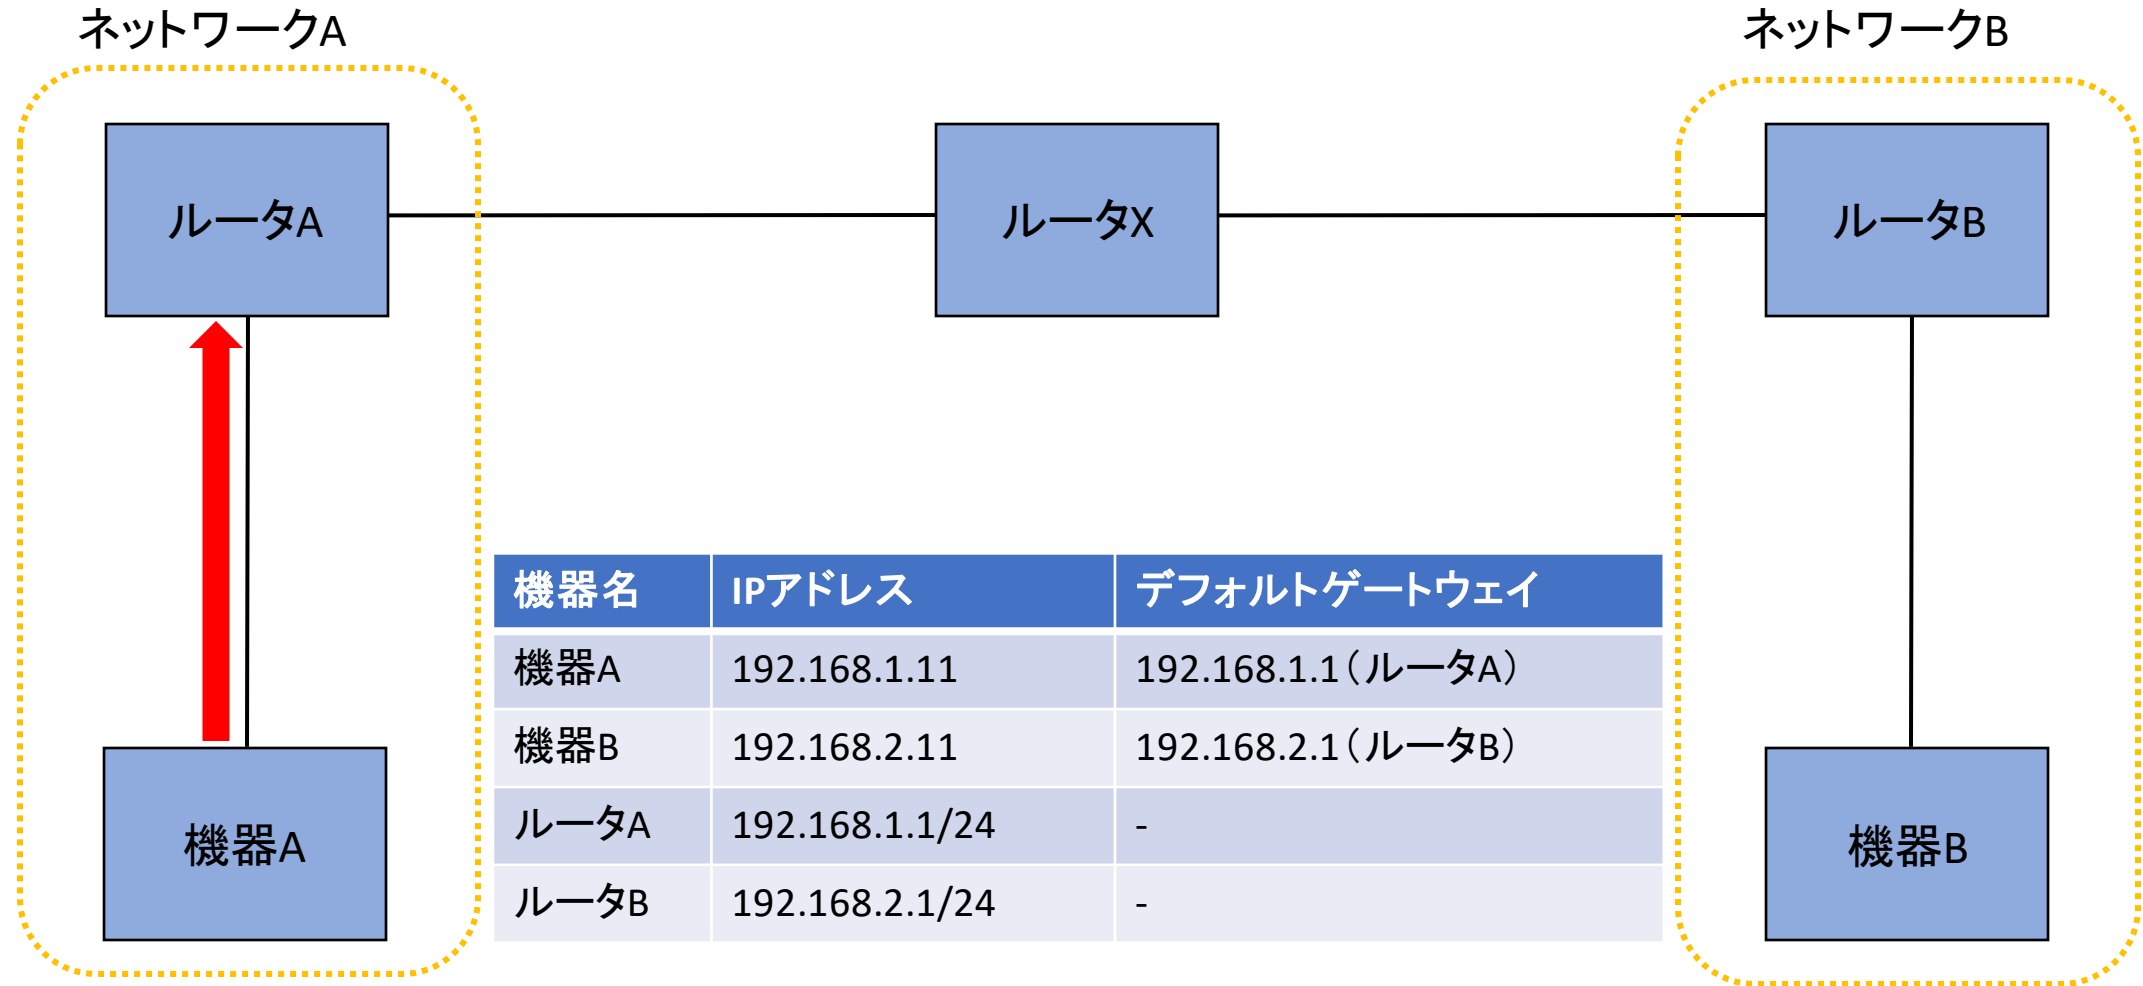 ネットワークA
ネットワークB
ルータA
ルータX
ルータB
機器名 IPアドレス デフォルトゲートウェイ
機器A 192.168.1.11 192.168.1.1（ルータA）
機器B 192.168.2.11 192.168.2.1（ルータB）
ルータA 192.168.1.1/24 -
ルータB 192.168.2.1/24 -
機器A
機器B